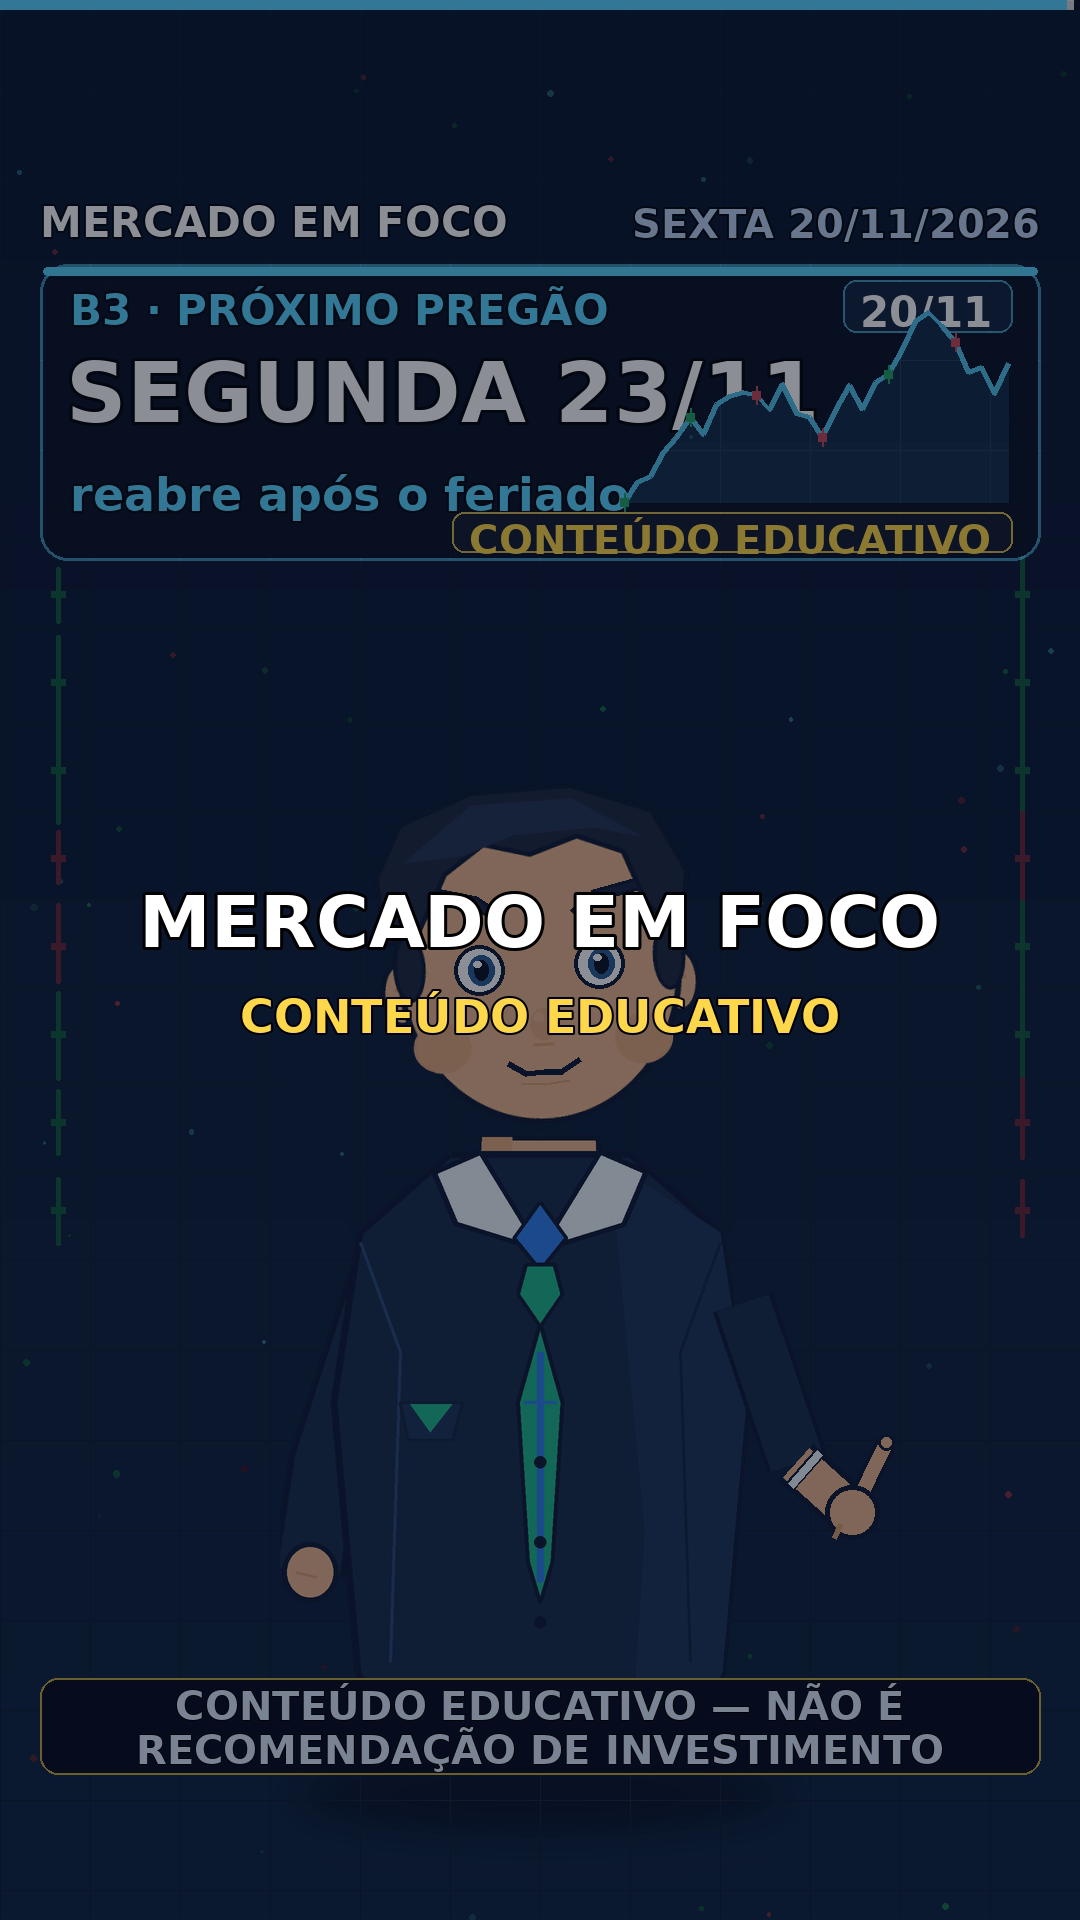 MERCADO EM FOCO
SEXTA 20/11/2026
B3 · PRÓXIMO PREGÃO
20/11
SEGUNDA 23/11
reabre após o feriado
CONTEÚDO EDUCATIVO
MERCADO EM FOCO
CONTEÚDO EDUCATIVO
CONTEÚDO EDUCATIVO — NÃO É
RECOMENDAÇÃO DE INVESTIMENTO